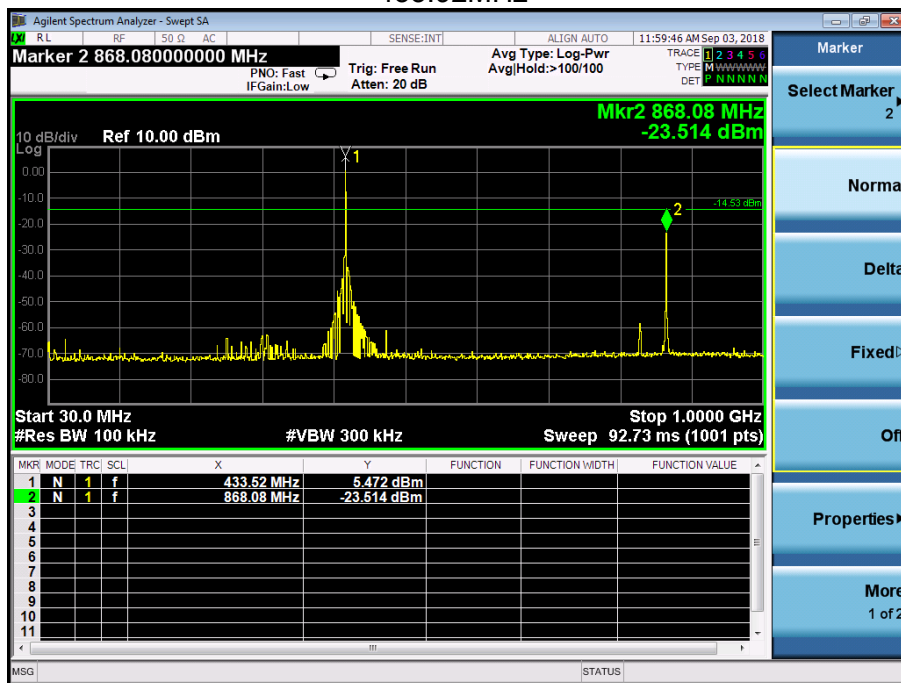 Agilent Spectrum Analyzer - Swept SA
LXI RL RF 50 Ω AC SENSE:INT ALIGN AUTO 11:59:46 AM Sep 03, 2018
Marker 2 868.080000000 MHz
PNO: Fast
IFGain:Low
Trig: Free Run
Atten: 20 dB
Avg Type: Log-Pwr
Avg|Hold:>100/100
TRACE 1 2 3 4 5 6
TYPE M WWWWW
DET P NNNNN
Mkr2 868.08 MHz
-23.514 dBm
10 dB/div Ref 10.00 dBm
Log
1
0.00
-10.0
2 -14.53 dBm
-20.0
-30.0
-40.0
-50.0
-60.0
-70.0
-80.0
Start 30.0 MHz Stop 1.0000 GHz
#Res BW 100 kHz #VBW 300 kHz Sweep 92.73 ms (1001 pts)
MKR MODE TRC SCL X Y FUNCTION FUNCTION WIDTH FUNCTION VALUE
1 N 1 f 433.52 MHz 5.472 dBm
2 N 1 f 868.08 MHz -23.514 dBm
3
4
5
6
7
8
9
10
11
MSG STATUS
Marker
Select Marker
2
Norma
Delta
Fixed
Off
Properties
More
1 of 2